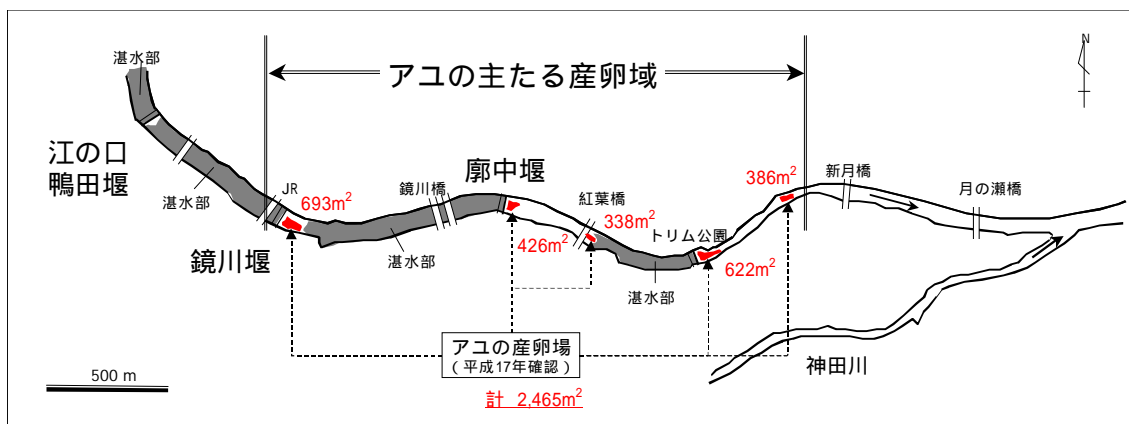 湛水部
アユの主たる産卵域
N
江の口
鴨田堰
湛水部
JR
693m²
鏡川堰
鏡川橋
湛水部
廓中堰
426m²
紅葉橋
338m²
湛水部
トリム公園
622m²
386m²
新月橋
月の瀬橋
神田川
アユの産卵場
(平成17年確認)
計 2,465m²
500 m